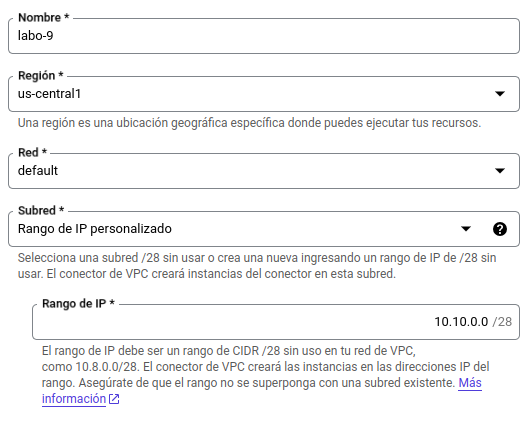 Nombre *
labo-9
Región *
us-central1
Una región es una ubicación geográfica específica donde puedes ejecutar tus recursos.
Red *
default
Subred *
Rango de IP personalizado
Selecciona una subred /28 sin usar o crea una nueva ingresando un rango de IP de /28 sin
usar. El conector de VPC creará instancias del conector en esta subred.
Rango de IP *
10.10.0.0 /28
El rango de IP debe ser un rango de CIDR /28 sin uso en tu red de VPC,
como 10.8.0.0/28. El conector de VPC creará las instancias en las direcciones IP del
rango. Asegúrate de que el rango no se superponga con una subred existente. Más
información